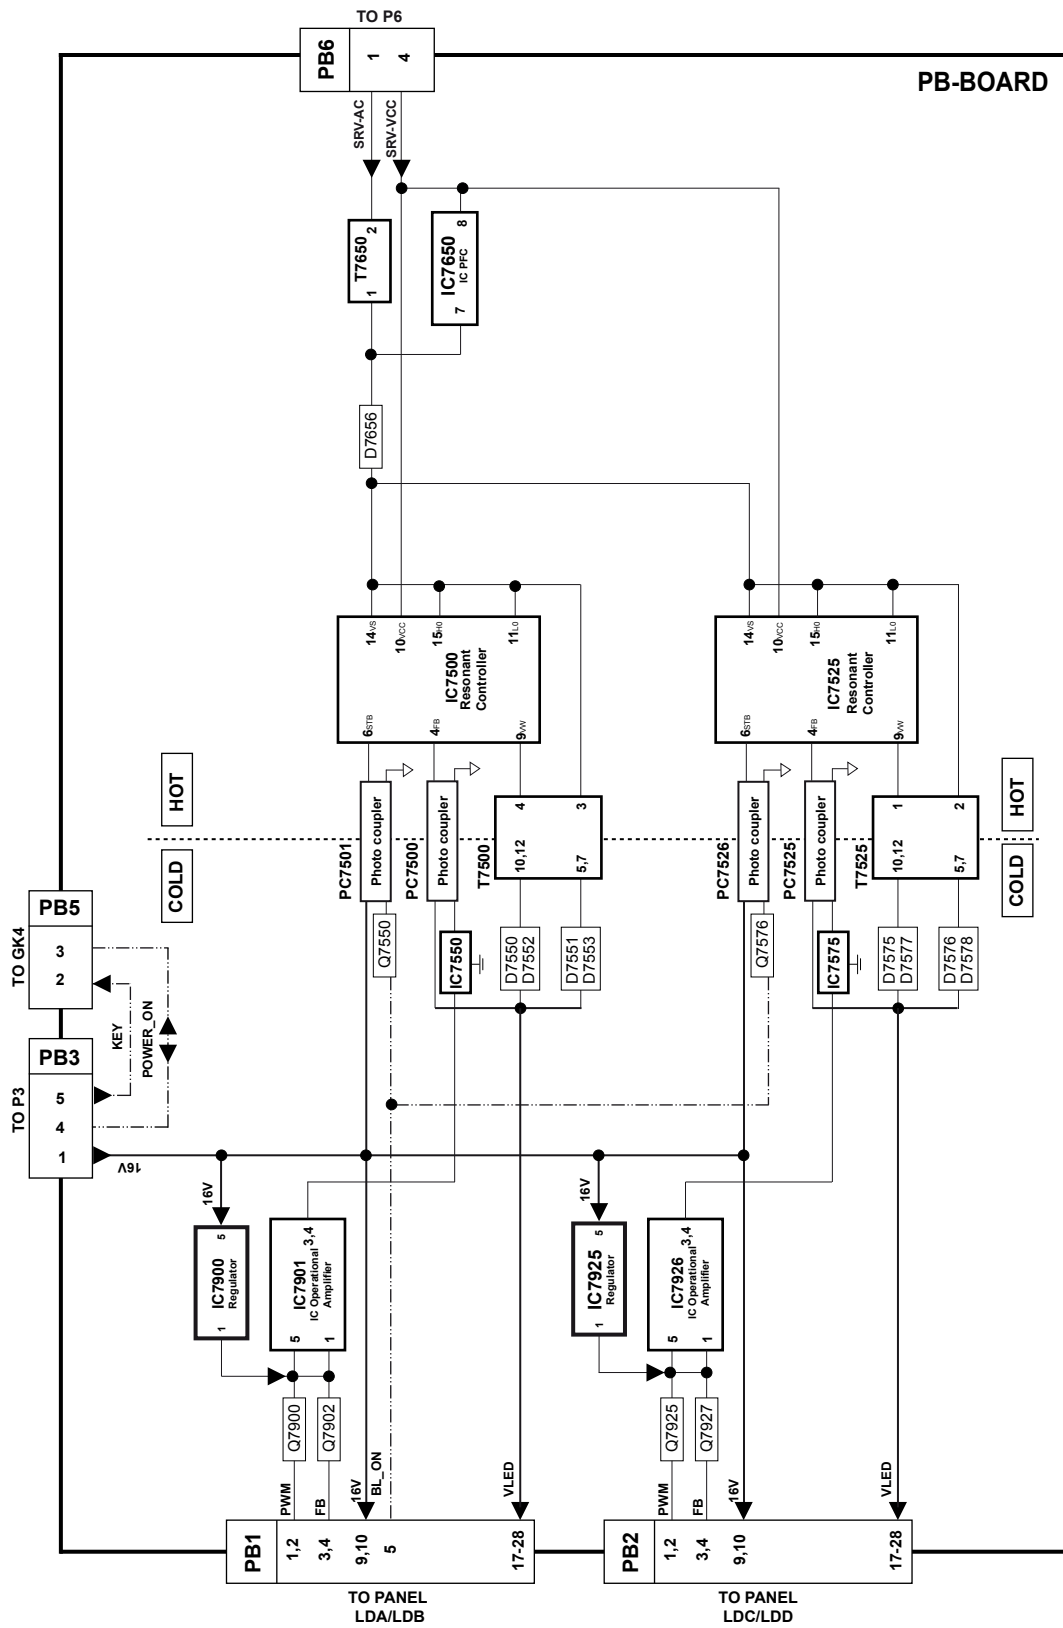 TO P6
PB6
1
4
PB-BOARD
SRV-AC
SRV-VCC
T7650
2
1
IC7650
IC PFC
8
7
D7656
14VS
10VCC
15HO
11LO
IC7500
Resonant
Controller
6STB
4FB
9VW
14VS
10VCC
15HO
11LO
IC7525
Resonant
Controller
6STB
4FB
9VW
HOT
COLD
HOT
COLD
PC7501
Photo coupler
PC7500
Photo coupler
T7500
4
3
10,12
5,7
PC7526
Photo coupler
PC7525
Photo coupler
T7525
1
2
10,12
5,7
Q7550
IC7550
D7550
D7552
D7551
D7553
Q7576
IC7575
D7575
D7577
D7576
D7578
TO GK4
PB5
3
2
KEY
POWER_ON
TO P3
PB3
5
4
1
16V
16V
IC7900
Regulator
5
1
IC7901
IC Operational
Amplifier
3,4
5
1
16V
IC7925
Regulator
5
1
IC7926
IC Operational
Amplifier
3,4
5
1
Q7900
Q7902
Q7925
Q7927
PWM
FB
16V
BL_ON
VLED
PWM
FB
16V
VLED
PB1
1,2
3,4
9,10
5
17-28
PB2
1,2
3,4
9,10
17-28
TO PANEL
LDA/LDB
TO PANEL
LDC/LDD